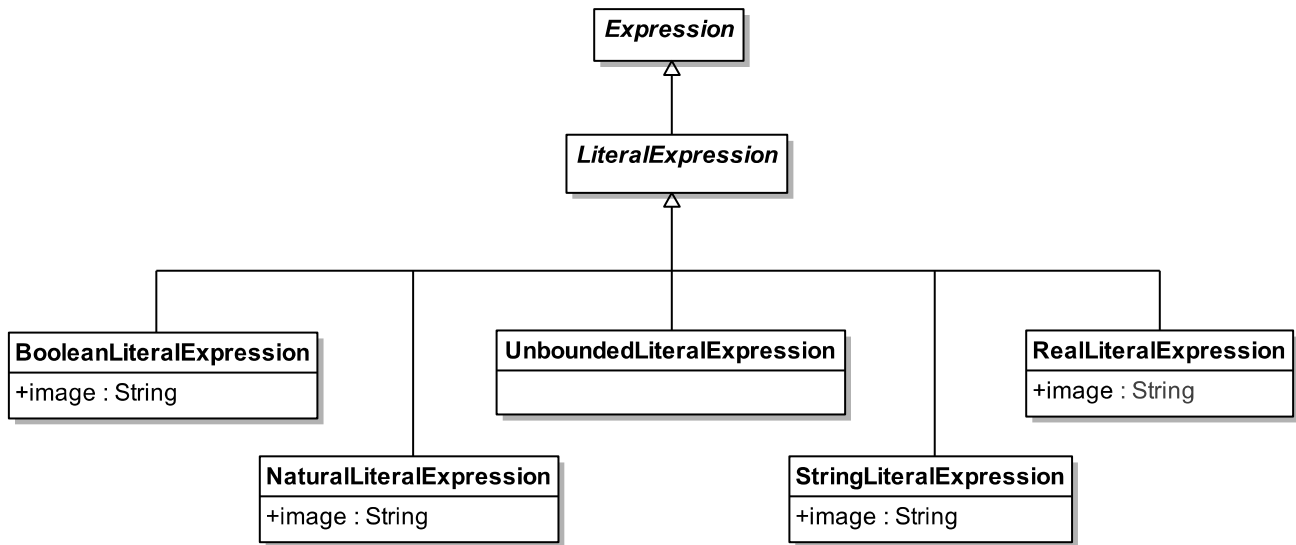 Expression
LiteralExpression
BooleanLiteralExpression
+image : String
UnboundedLiteralExpression
RealLiteralExpression
+image : String
NaturalLiteralExpression
+image : String
StringLiteralExpression
+image : String